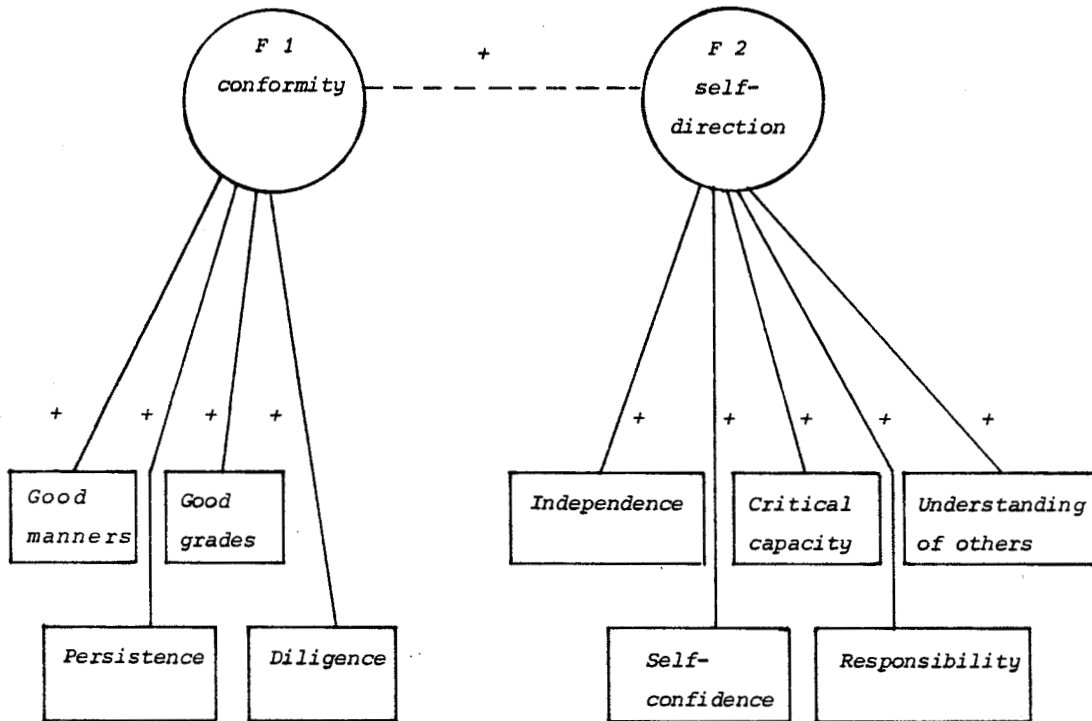 F 1
conformity
+
F 2
self-
direction
+ + + +
+ + + + +
Good
manners
Good
grades
Independence
Critical
capacity
Understanding
of others
Persistence
Diligence
Self-
confidence
Responsibility